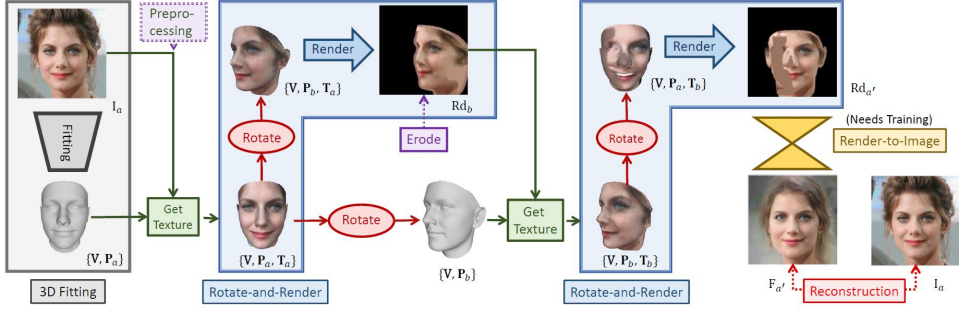 Prepro-
cessing
I_a
Fitting
{V, P_a}
3D Fitting
Get
Texture
Render
{V, P_b, T_a}
Rd_b
Rotate
Erode
{V, P_a, T_a}
Rotate
{V, P_b}
Rotate-and-Render
Get
Texture
Render
{V, P_a, T_b}
Rd_a'
Rotate
{V, P_b, T_b}
Rotate-and-Render
(Needs Training)
Render-to-Image
F_a'
Reconstruction
I_a